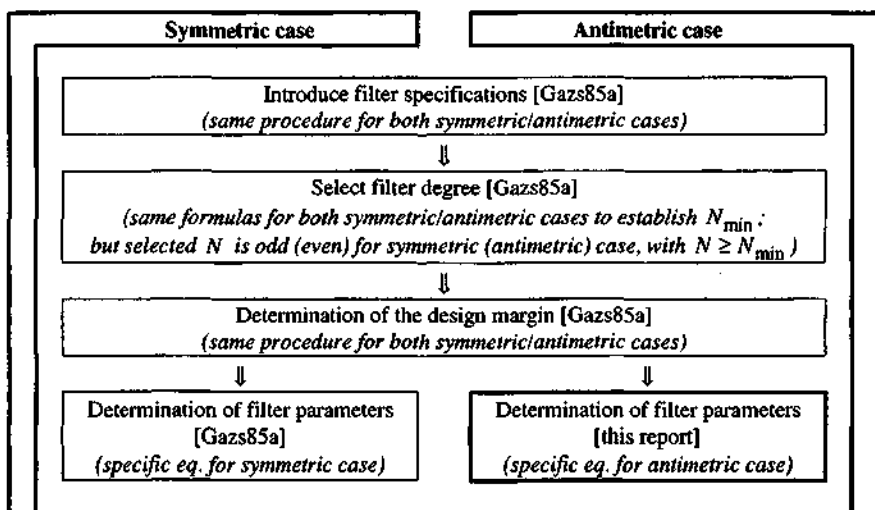 Symmetric case
Antimetric case
Introduce filter specifications [Gazs85a]
(same procedure for both symmetric/antimetric cases)
⇓
Select filter degree [Gazs85a]
(same formulas for both symmetric/antimetric cases to establish N_min ;
but selected N is odd (even) for symmetric (antimetric) case, with N ≥ N_min )
⇓
Determination of the design margin [Gazs85a]
(same procedure for both symmetric/antimetric cases)
⇓
⇓
Determination of filter parameters
[Gazs85a]
(specific eq. for symmetric case)
Determination of filter parameters
[this report]
(specific eq. for antimetric case)